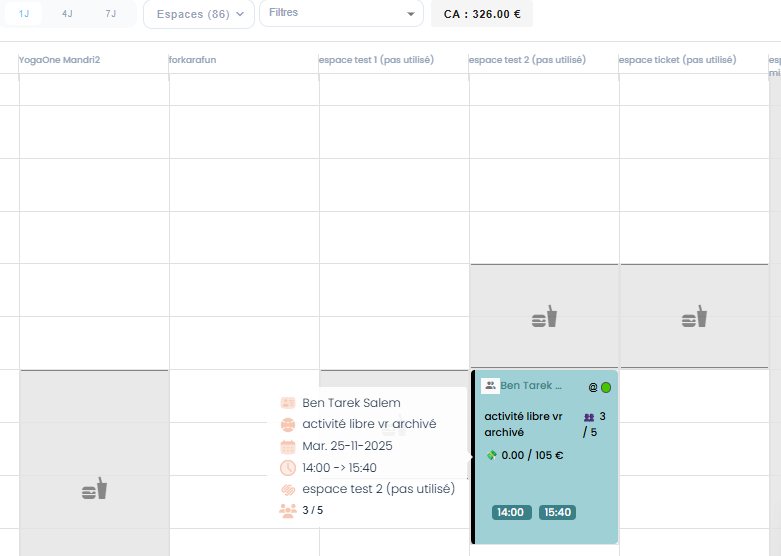 1J 4J 7J Espaces (86) Filtres CA : 326.00 €
YogaOne Mandri2 forkarafun espace test 1 (pas utilisé) espace test 2 (pas utilisé) espace ticket (pas utilisé) esp
mi
Ben Tarek ... @
activité libre vr 3
archivé / 5
0.00 / 105 €
14:00 15:40
Ben Tarek Salem
activité libre vr archivé
Mar. 25-11-2025
14:00 -> 15:40
espace test 2 (pas utilisé)
3 / 5